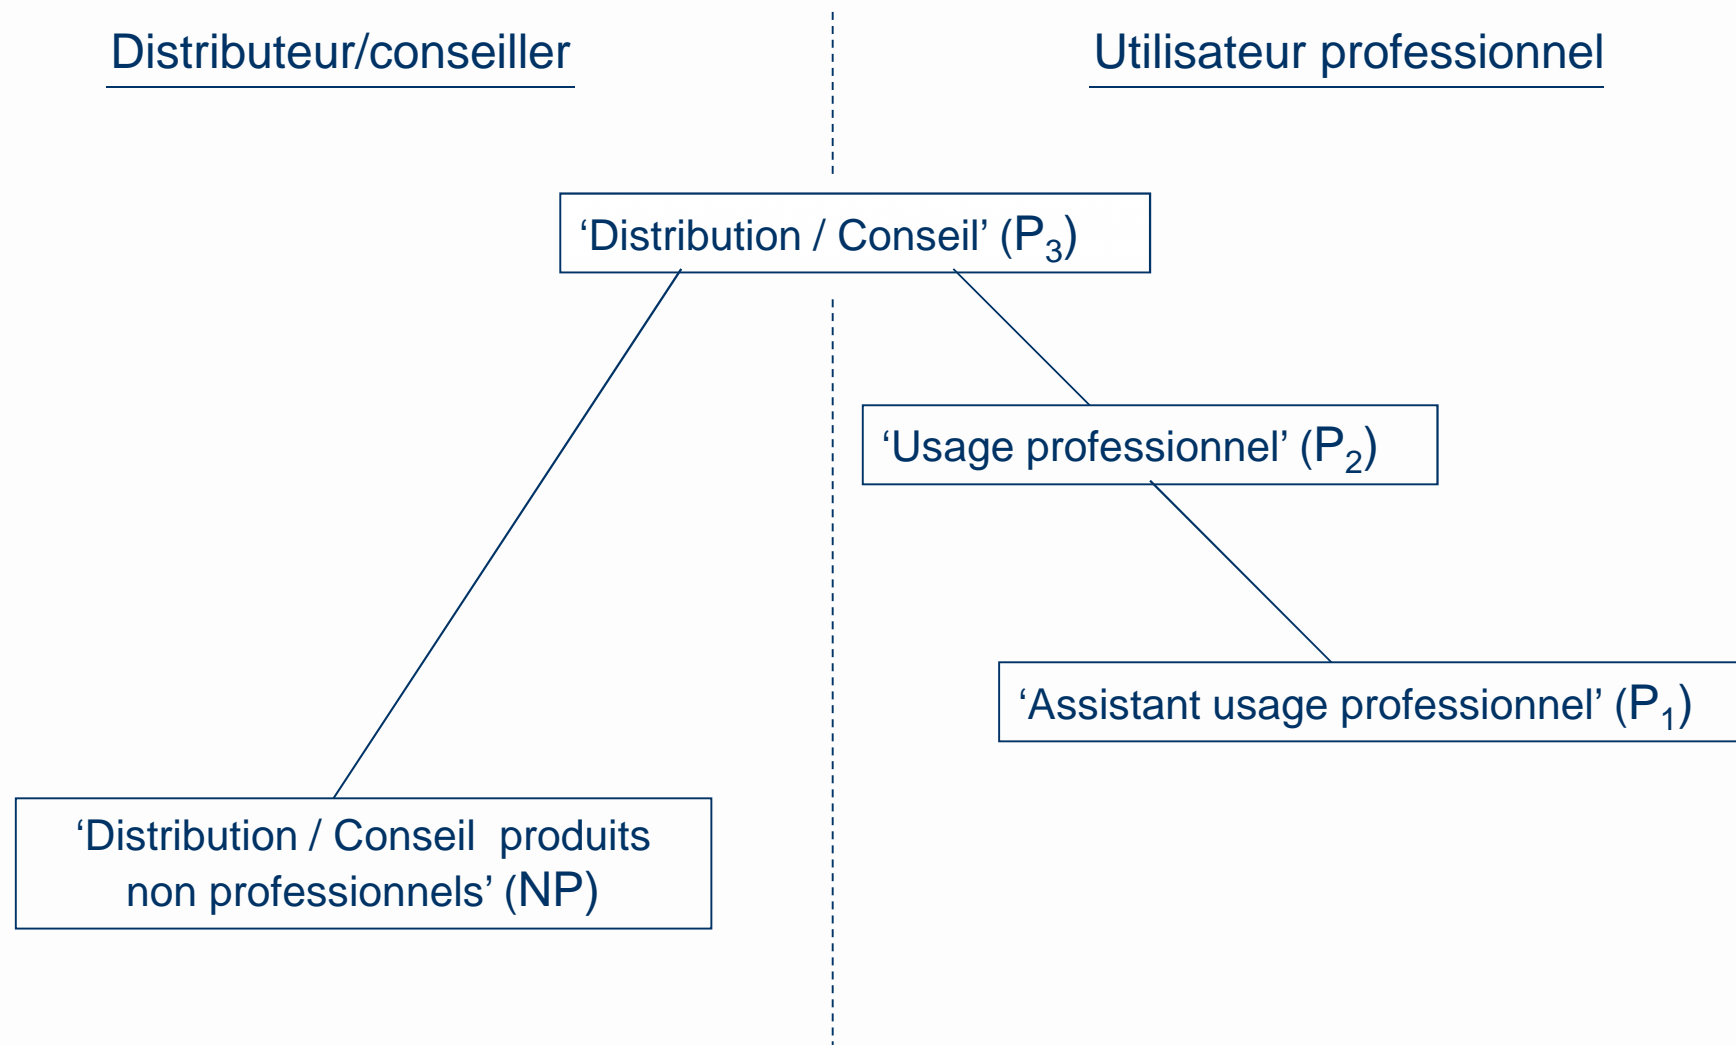 Distributeur/conseiller
Utilisateur professionnel
‘Distribution / Conseil’ (P3)
‘Usage professionnel’ (P2)
‘Assistant usage professionnel’ (P1)
‘Distribution / Conseil produits
non professionnels’ (NP)